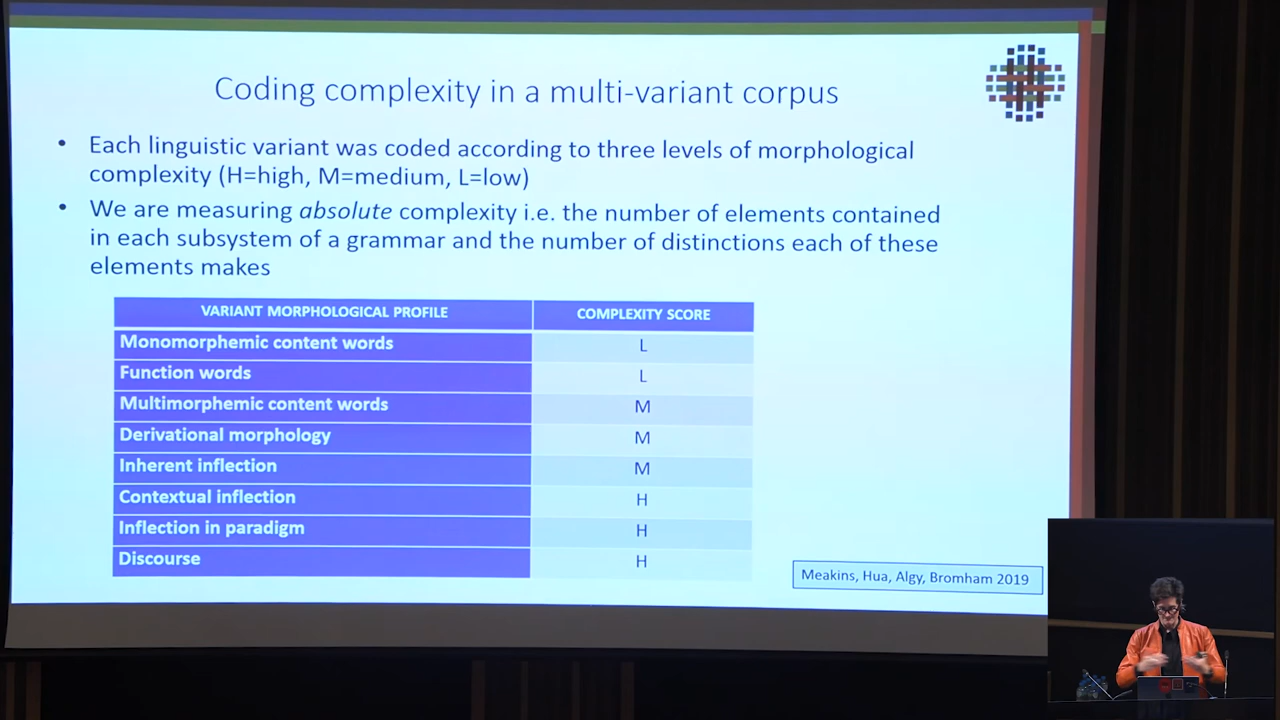 Coding complexity in a multi-variant corpus
• Each linguistic variant was coded according to three levels of morphological
complexity (H=high, M=medium, L=low)
• We are measuring absolute complexity i.e. the number of elements contained
in each subsystem of a grammar and the number of distinctions each of these
elements makes
VARIANT MORPHOLOGICAL PROFILE COMPLEXITY SCORE
Monomorphemic content words L
Function words L
Multimorphemic content words M
Derivational morphology M
Inherent inflection M
Contextual inflection H
Inflection in paradigm H
Discourse H
Meakins, Hua, Algy, Bromham 2019